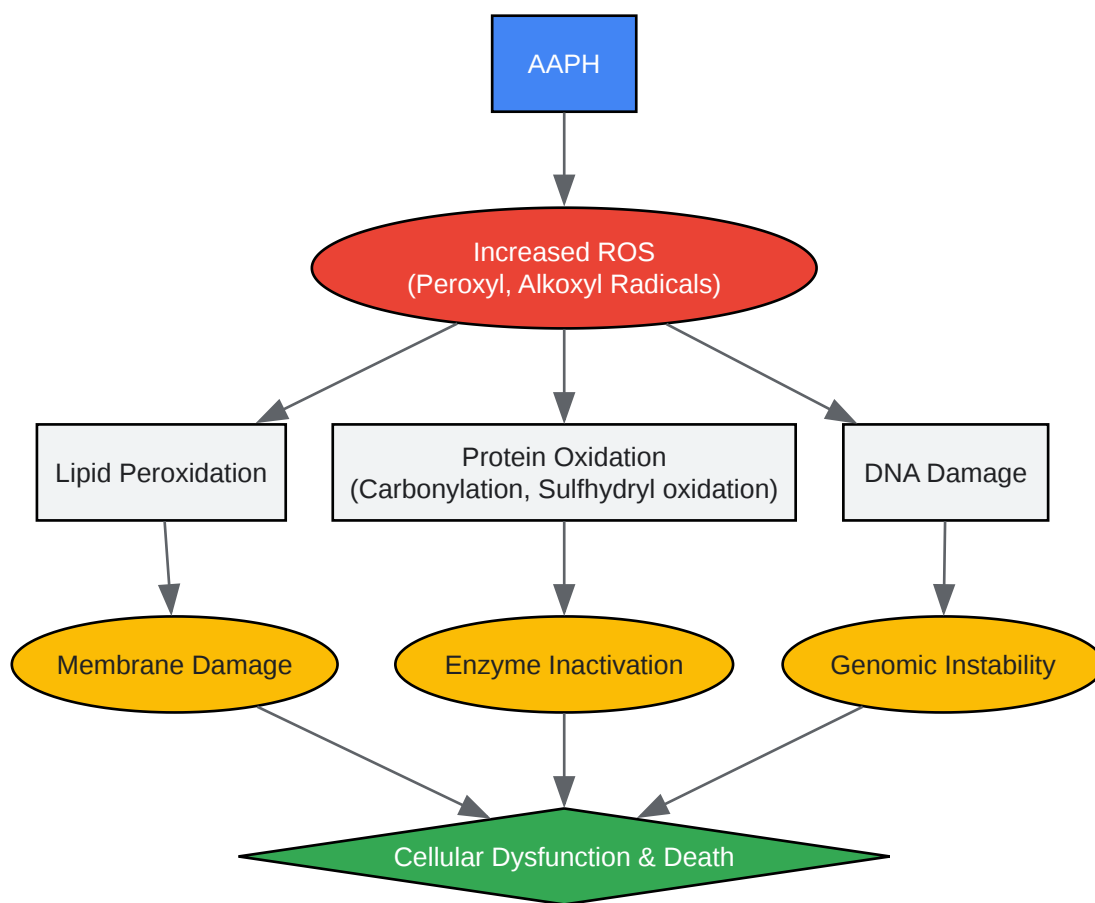 AAPH
Increased ROS
(Peroxyl, Alkoxyl Radicals)
Lipid Peroxidation
Protein Oxidation
(Carbonylation, Sulfhydryl oxidation)
DNA Damage
Membrane Damage
Enzyme Inactivation
Genomic Instability
Cellular Dysfunction & Death